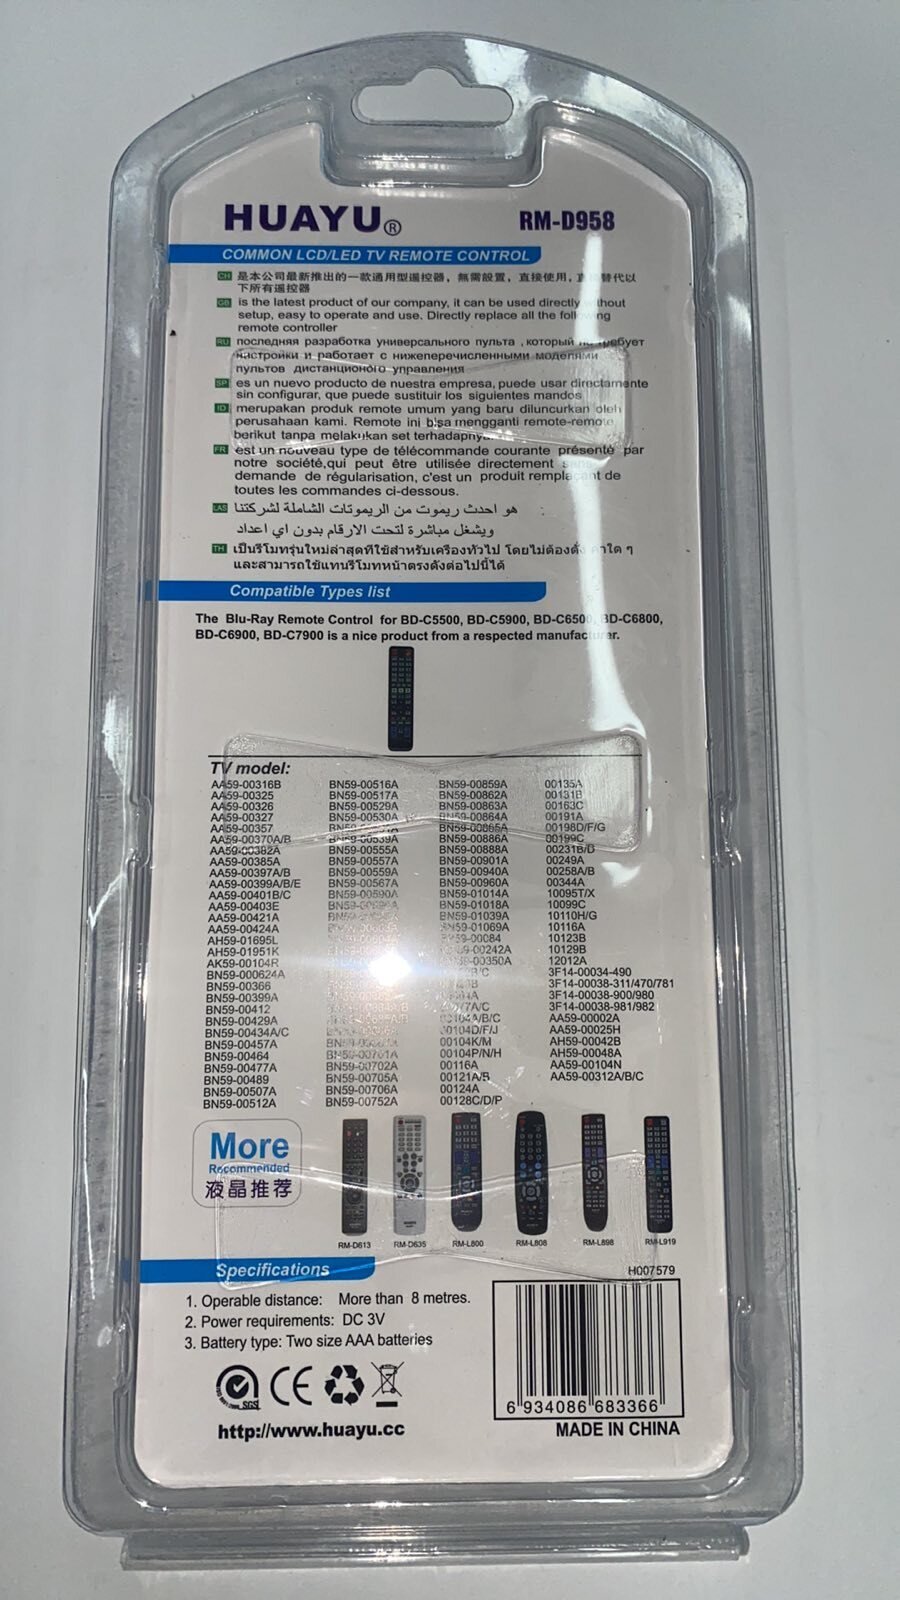 HUAYU®
RM-D958
COMMON LCD/LED TV REMOTE CONTROL
CH 是本公司最新推出的一款通用型遥控器，無需設置，直接使用，直 替代以
下所有遥控器
GB is the latest product of our company, it can be used directly
setup, easy to operate and use. Directly replace all the following
remote controller
RU последняя разработка универсального пульта , который не требует
настройки и работает с нижеперечисленными моделями
пультов дистанционого управления
SP es un nuevo producto de nuestra empresa, puede usar directamente
sin configurar, que puede sustituir los siguientes mandos
ID merupakan produk remote umum yang baru diluncurkan oleh
perusahaan kami. Remote ini bisa mengganti remote-remote
berikut tanpa melakukan set terhadapnya.
FR est un nouveau type de télécommande courante présenté par
notre société,qui peut être utilisée directement sans
demande de régularisation, c'est un produit remplaçant de
toutes les commandes ci-dessous.
LAS هو احدث ريموت من الريموتات الشاملة لشركتنا :
ويشغل مباشرة لتحت الارقام بدون اي اعداد
TH เป็นรีโมทรุ่นใหม่ล่าสุดที่ใช้สำหรับเครื่องทั่วไป โดยไม่ต้องตั้ง ค่าใด ๆ
และสามารถใช้แทนรีโมทหน้าตรงดังต่อไปนี้ได้
Compatible Types list
The Blu-Ray Remote Control for BD-C5500, BD-C5900, BD-C6500, BD-C6800,
BD-C6900, BD-C7900 is a nice product from a respected manufacturer.
TV model:
AA59-00316B
AA59-00325
AA59-00326
AA59-00327
AA59-00357
AA59-00370A/B
AA59-00382A
AA59-00385A
AA59-00397A/B
AA59-00399A/B/E
AA59-00401B/C
AA59-00403E
AA59-00421A
AA59-00424A
AH59-01695L
AH59-01951K
AK59-00104R
BN59-000624A
BN59-00366
BN59-00399A
BN59-00412
BN59-00429A
BN59-00434A/C
BN59-00457A
BN59-00464
BN59-00477A
BN59-00489
BN59-00507A
BN59-00512A
BN59-00516A
BN59-00517A
BN59-00529A
BN59-00530A
BN59-00539A
BN59-00555A
BN59-00557A
BN59-00559A
BN59-00567A
BN59-00590A
BN59-00701A
BN59-00702A
BN59-00705A
BN59-00706A
BN59-00752A
BN59-00859A
BN59-00862A
BN59-00863A
BN59-00864A
BN59-00865A
BN59-00886A
BN59-00888A
BN59-00901A
BN59-00940A
BN59-00960A
BN59-01014A
BN59-01018A
BN59-01039A
BN59-01069A
00104A/B/C
00104D/F/J
00104K/M
00104P/N/H
00116A
00121A/B
00124A
00128C/D/P
00135A
00131B
00163C
00191A
00198D/F/G
00199C
00231B/D
00249A
00258A/B
00344A
10095T/X
10099C
10110H/G
10116A
10123B
10129B
12012A
3F14-00034-490
3F14-00038-311/470/781
3F14-00038-900/980
3F14-00038-981/982
AA59-00002A
AA59-00025H
AH59-00042B
AH59-00048A
AA59-00104N
AA59-00312A/B/C
More
Recommended
液晶推荐
RM-D613 RM-D635 RM-L800 RM-L808 RM-L898 RM-L919
Specifications
H007579
1. Operable distance: More than 8 metres.
2. Power requirements: DC 3V
3. Battery type: Two size AAA batteries
SGS
CE
http://www.huayu.cc
6 934086 683366
MADE IN CHINA